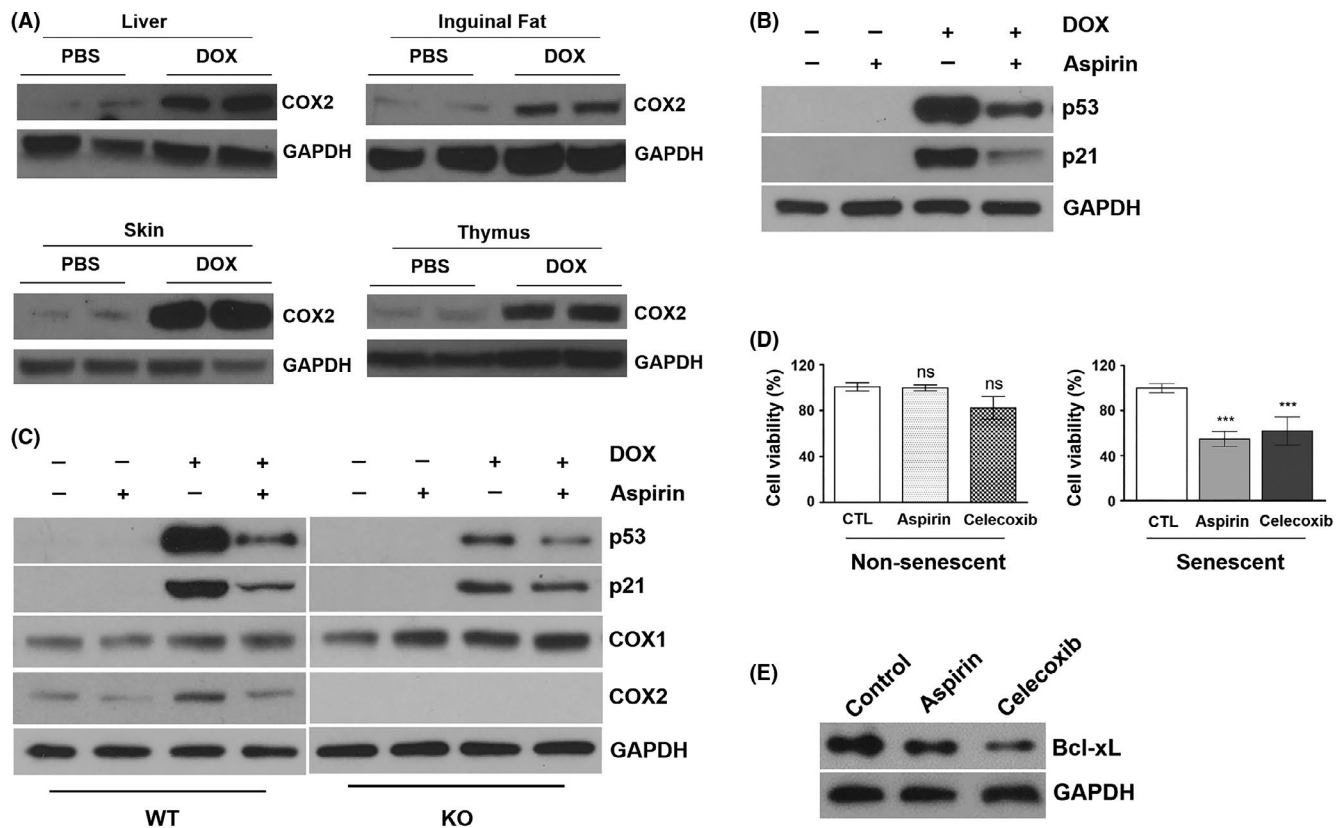 (A)
Liver
PBS DOX
COX2
GAPDH
Inguinal Fat
PBS DOX
COX2
GAPDH
Skin
PBS DOX
COX2
GAPDH
Thymus
PBS DOX
COX2
GAPDH
(B)
– – + + DOX
– + – + Aspirin
p53
p21
GAPDH
(C)
– – + + – – + + DOX
– + – + – + – + Aspirin
p53
p21
COX1
COX2
GAPDH
WT KO
(D)
Cell viability (%)
120
80
40
0
ns
ns
CTL Aspirin Celecoxib
Non-senescent
Cell viability (%)
120
80
40
0
***
***
CTL Aspirin Celecoxib
Senescent
(E)
Control Aspirin Celecoxib
Bcl-xL
GAPDH